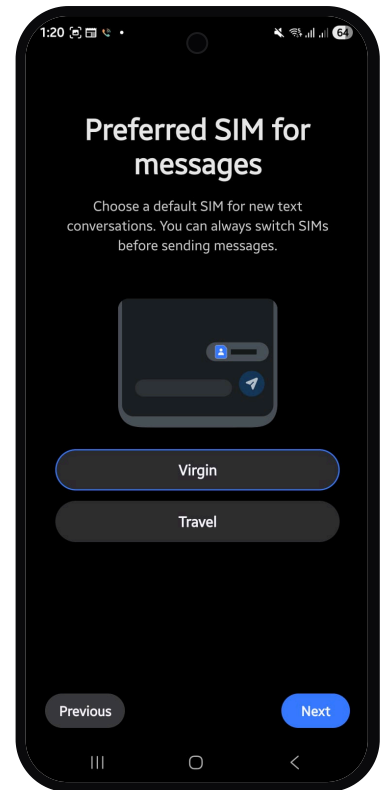 1:20
64
Preferred SIM for
messages
Choose a default SIM for new text
conversations. You can always switch SIMs
before sending messages.
Virgin
Travel
Previous
Next